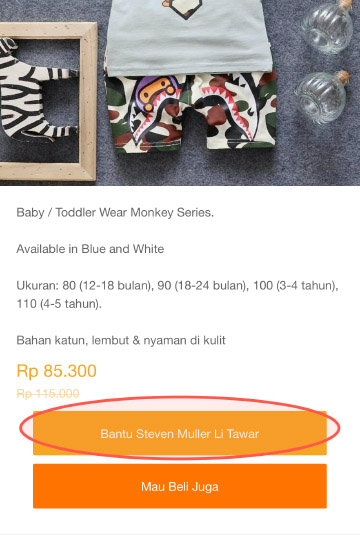 Baby / Toddler Wear Monkey Series.
Available in Blue and White
Ukuran: 80 (12-18 bulan), 90 (18-24 bulan), 100 (3-4 tahun),
110 (4-5 tahun).
Bahan katun, lembut & nyaman di kulit
Rp 85.300
Rp 115.000
Bantu Steven Muller Li Tawar
Mau Beli Juga